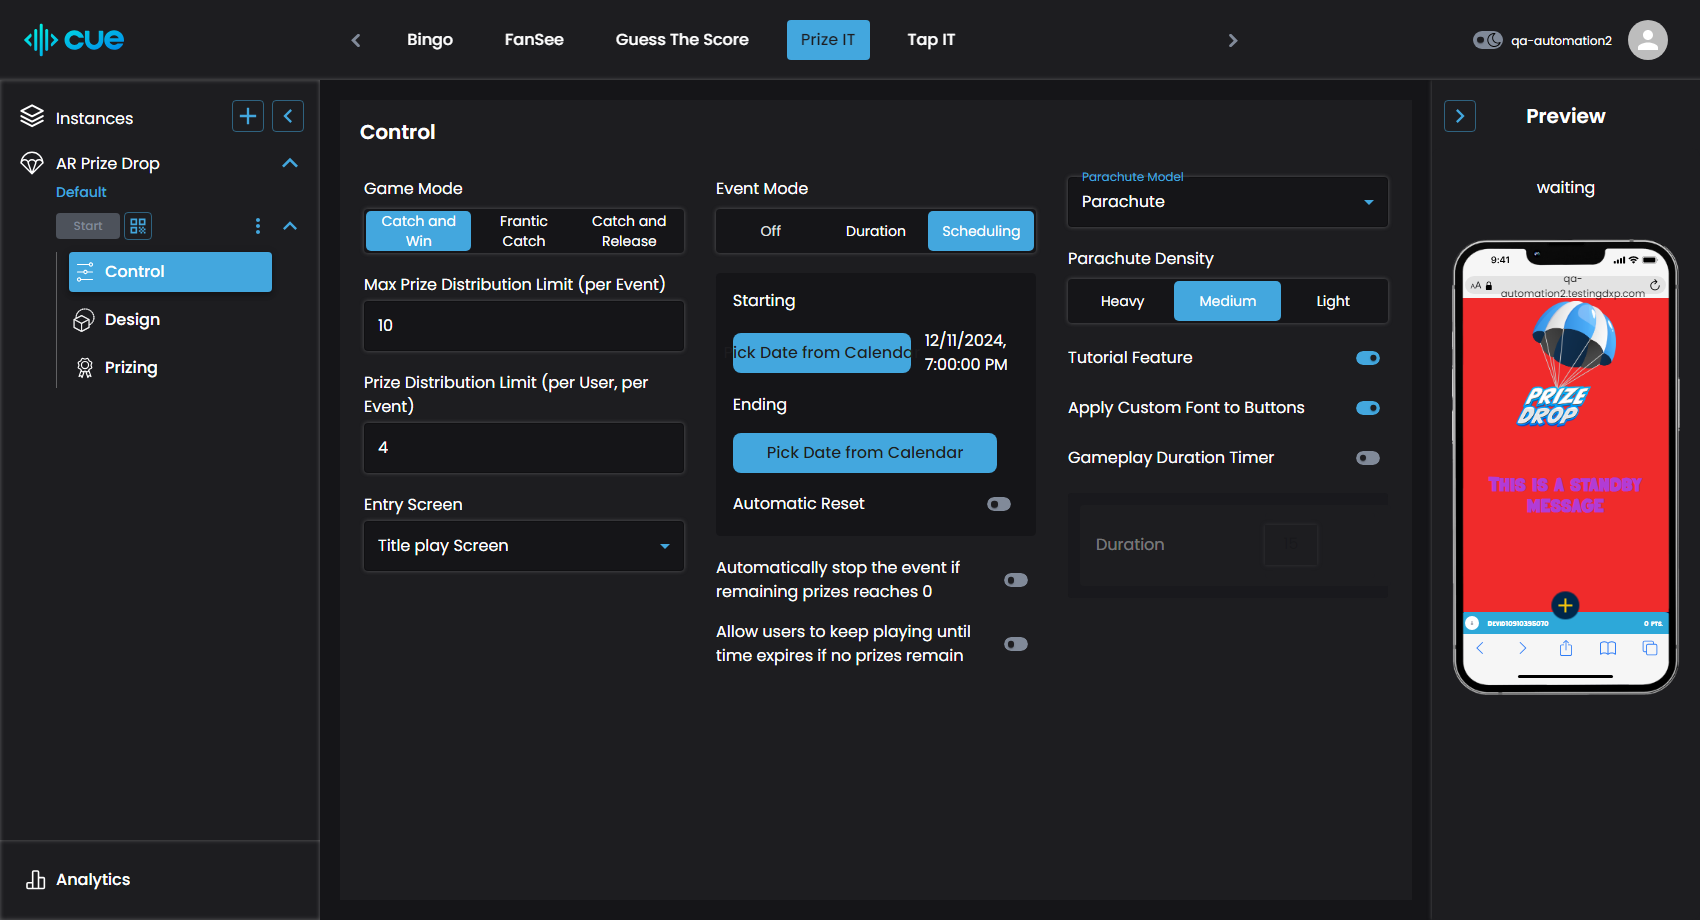 cue
Bingo
FanSee
Guess The Score
Prize IT
Tap IT
qa-automation2
Instances
AR Prize Drop
Default
Start
Control
Design
Prizing
Analytics
Control
Game Mode
Catch and
Win
Frantic
Catch
Catch and
Release
Max Prize Distribution Limit (per Event)
10
Prize Distribution Limit (per User, per
Event)
4
Entry Screen
Title play Screen
Event Mode
Off
Duration
Scheduling
Starting
Pick Date from Calendar
12/11/2024,
7:00:00 PM
Ending
Pick Date from Calendar
Automatic Reset
Automatically stop the event if
remaining prizes reaches 0
Allow users to keep playing until
time expires if no prizes remain
Parachute Model
Parachute
Parachute Density
Heavy
Medium
Light
Tutorial Feature
Apply Custom Font to Buttons
Gameplay Duration Timer
Duration
Preview
waiting
9:41
AA
qa-
automation2.testingdxp.com
PRIZE
DROP
THIS IS A STANDBY
MESSAGE
0 PTS.